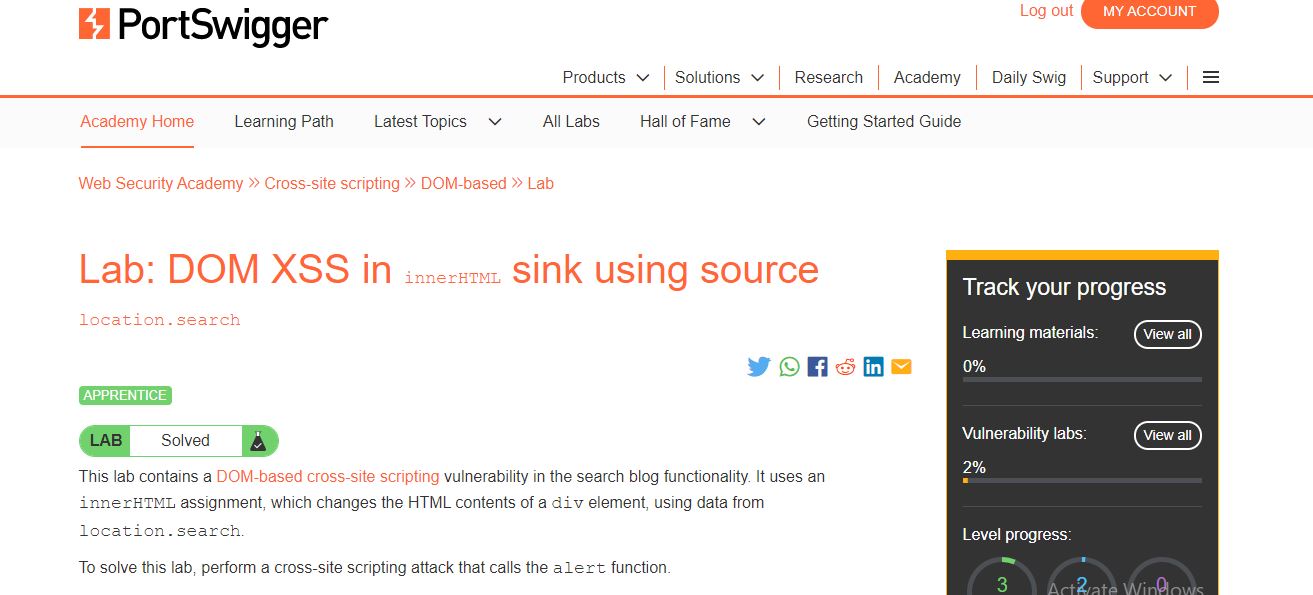 PortSwigger
Log out MY ACCOUNT
Products Solutions Research Academy Daily Swig Support
Academy Home Learning Path Latest Topics All Labs Hall of Fame Getting Started Guide
Web Security Academy » Cross-site scripting » DOM-based » Lab
Lab: DOM XSS in innerHTML sink using source
location.search
APPRENTICE
LAB Solved
This lab contains a DOM-based cross-site scripting vulnerability in the search blog functionality. It uses an
innerHTML assignment, which changes the HTML contents of a div element, using data from
location.search.
To solve this lab, perform a cross-site scripting attack that calls the alert function.
Track your progress
Learning materials: View all
0%
Vulnerability labs: View all
2%
Level progress:
3 2 0
Activate Windows